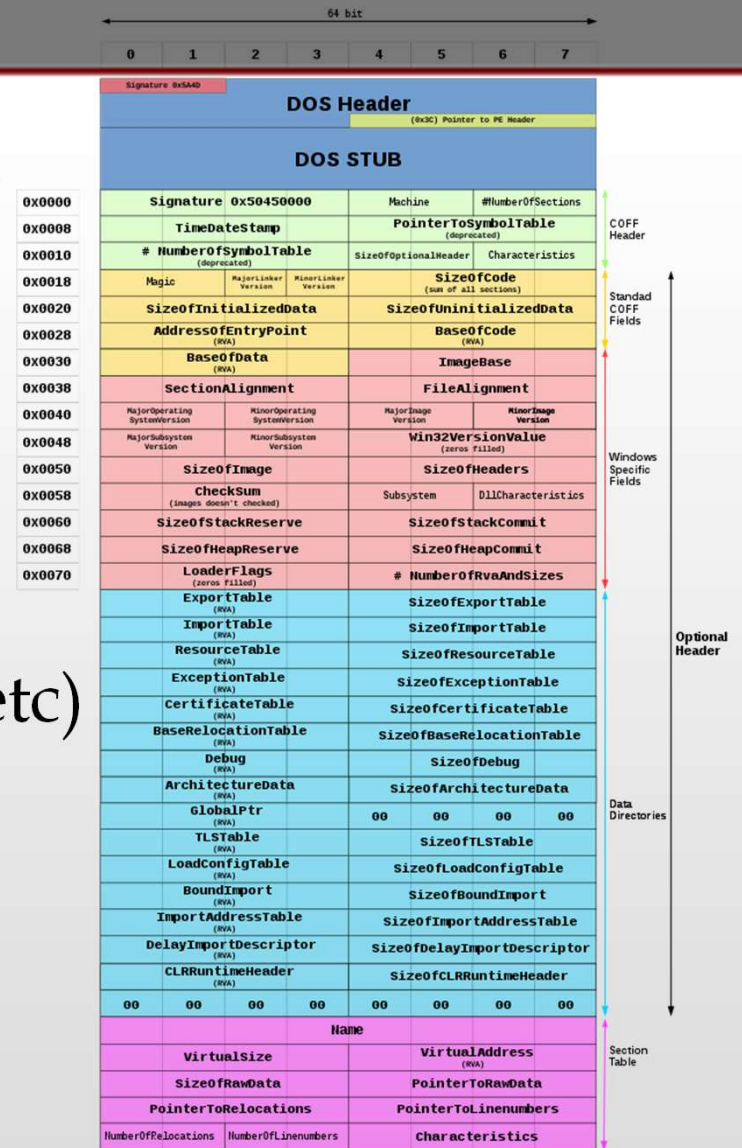 64 bit
0 1 2 3 4 5 6 7
Signature 0x5A4D
DOS Header
(0x3C) Pointer to PE Header
DOS STUB
0x0000 Signature 0x50450000 Machine #NumberOfSections
COFF Header
0x0008 TimeDateStamp PointerToSymbolTable
(deprecated)
0x0010 # NumberOfSymbolTable SizeOfOptionalHeader Characteristics
(deprecated)
0x0018 Magic MajorLinker Version MinorLinker Version SizeOfCode
(sum of all sections)
Standad COFF Fields
0x0020 SizeOfInitializedData SizeOfUninitializedData
0x0028 AddressOfEntryPoint BaseOfCode
(RVA) (RVA)
0x0030 BaseOfData ImageBase
(RVA)
0x0038 SectionAlignment FileAlignment
0x0040 MajorOperating SystemVersion MinorOperating SystemVersion MajorImage Version MinorImage Version
0x0048 MajorSubsystem Version MinorSubsystem Version Win32VersionValue
(zeros filled)
Windows Specific Fields
0x0050 SizeOfImage SizeOfHeaders
0x0058 CheckSum Subsystem DllCharacteristics
(images doesn't checked)
0x0060 SizeOfStackReserve SizeOfStackCommit
0x0068 SizeOfHeapReserve SizeOfHeapCommit
0x0070 LoaderFlags # NumberOfRvaAndSizes
(zeros filled)
ExportTable SizeOfExportTable
(RVA)
ImportTable SizeOfImportTable
(RVA)
Optional Header
ResourceTable SizeOfResourceTable
(RVA)
ExceptionTable SizeOfExceptionTable
(RVA)
etc)
CertificateTable SizeOfCertificateTable
(RVA)
BaseRelocationTable SizeOfBaseRelocationTable
(RVA)
Debug SizeOfDebug
(RVA)
ArchitectureData SizeOfArchitectureData
(RVA)
Data Directories
GlobalPtr 00 00 00 00
(RVA)
TLSTable SizeOfTLSTable
(RVA)
LoadConfigTable SizeOfLoadConfigTable
(RVA)
BoundImport SizeOfBoundImport
(RVA)
ImportAddressTable SizeOfImportAddressTable
(RVA)
DelayImportDescriptor SizeOfDelayImportDescriptor
(RVA)
CLRRuntimeHeader SizeOfCLRRuntimeHeader
(RVA)
00 00 00 00 00 00 00 00
Name
VirtualSize VirtualAddress
(RVA)
Section Table
SizeOfRawData PointerToRawData
PointerToRelocations PointerToLinenumbers
NumberOfRelocations NumberOfLinenumbers Characteristics